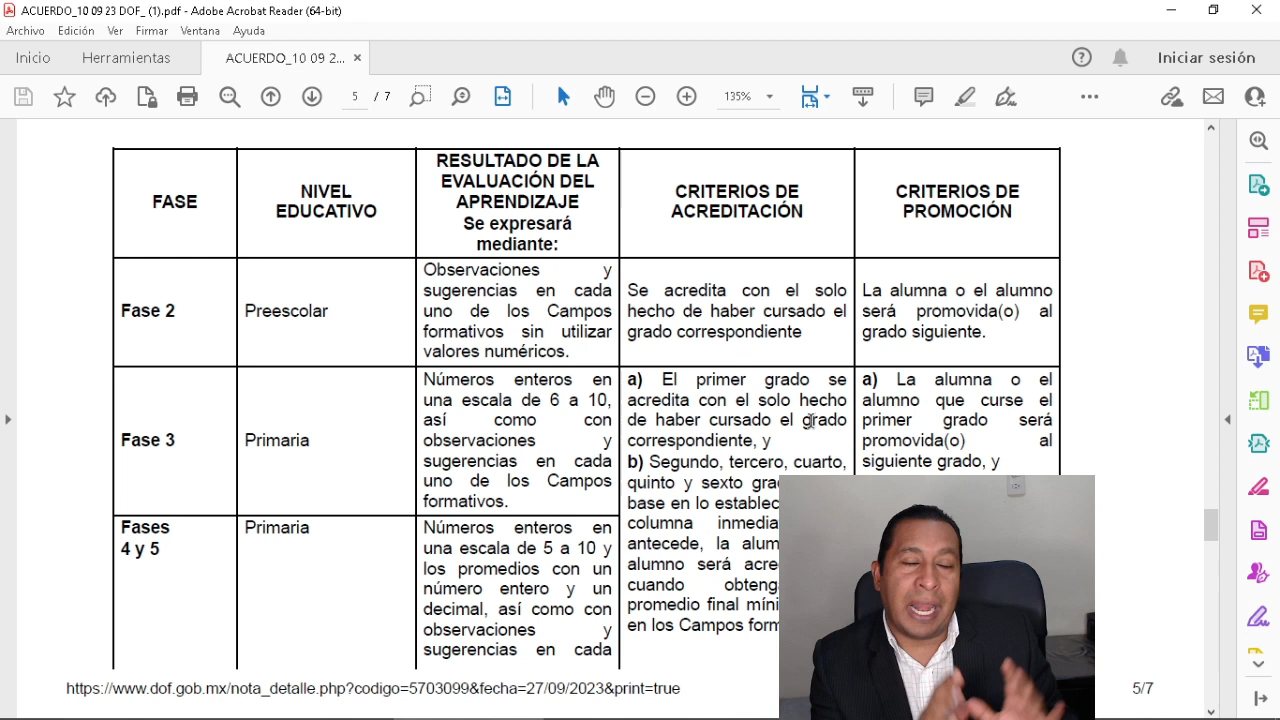 ACUERDO_10 09 23 DOF_ (1).pdf - Adobe Acrobat Reader (64-bit)
Archivo Edición Ver Firmar Ventana Ayuda
Inicio Herramientas ACUERDO_10 09 2... × Iniciar sesión
5 / 7 135%
FASE
NIVEL
EDUCATIVO
RESULTADO DE LA
EVALUACIÓN DEL
APRENDIZAJE
Se expresará
mediante:
CRITERIOS DE
ACREDITACIÓN
CRITERIOS DE
PROMOCIÓN
Fase 2
Preescolar
Observaciones y
sugerencias en cada
uno de los Campos
formativos sin utilizar
valores numéricos.
Se acredita con el solo
hecho de haber cursado el
grado correspondiente
La alumna o el alumno
será promovida(o) al
grado siguiente.
Fase 3
Primaria
Números enteros en
una escala de 6 a 10,
así como con
observaciones y
sugerencias en cada
uno de los Campos
formativos.
a) El primer grado se
acredita con el solo hecho
de haber cursado el grado
correspondiente, y
b) Segundo, tercero, cuarto,
quinto y sexto
base en lo
columna
antecede, la
alumno será
cuando
promedio final
en los Campos
a) La alumna o el
alumno que curse el
primer grado será
promovida(o) al
siguiente grado, y
Fases
4 y 5
Primaria
Números enteros en
una escala de 5 a 10 y
los promedios con un
número entero y un
decimal, así como con
observaciones y
sugerencias en cada
https://www.dof.gob.mx/nota_detalle.php?codigo=5703099&fecha=27/09/2023&print=true
5/7